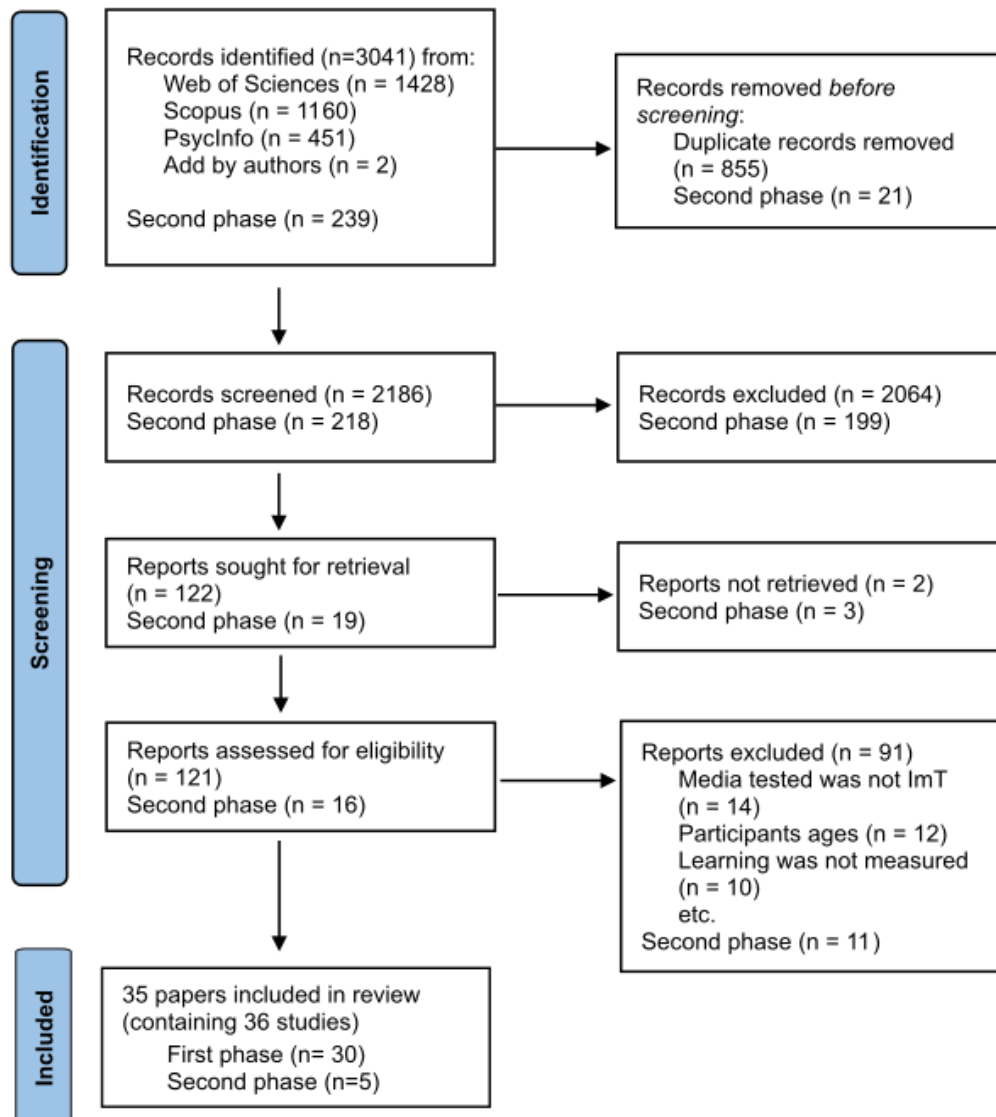 Identification
Records identified (n=3041) from:
Web of Sciences (n = 1428)
Scopus (n = 1160)
PsycInfo (n = 451)
Add by authors (n = 2)
Second phase (n = 239)
Records removed before
screening:
Duplicate records removed
(n = 855)
Second phase (n = 21)
Screening
Records screened (n = 2186)
Second phase (n = 218)
Records excluded (n = 2064)
Second phase (n = 199)
Reports sought for retrieval
(n = 122)
Second phase (n = 19)
Reports not retrieved (n = 2)
Second phase (n = 3)
Reports assessed for eligibility
(n = 121)
Second phase (n = 16)
Reports excluded (n = 91)
Media tested was not ImT
(n = 14)
Participants ages (n = 12)
Learning was not measured
(n = 10)
etc.
Second phase (n = 11)
Included
35 papers included in review
(containing 36 studies)
First phase (n= 30)
Second phase (n=5)